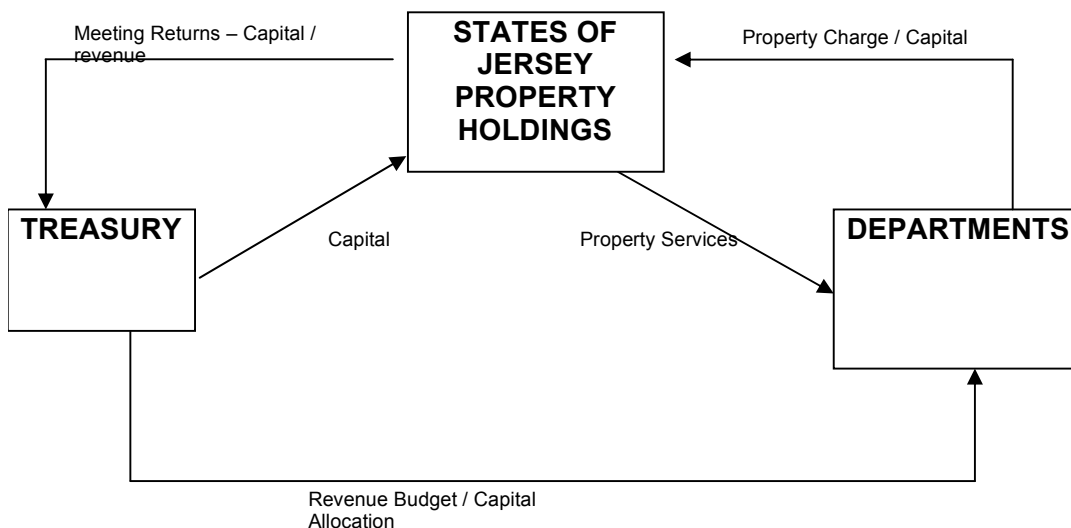 Meeting Returns – Capital /
revenue
STATES OF
JERSEY
PROPERTY
HOLDINGS
Property Charge / Capital
TREASURY
Capital
Property Services
DEPARTMENTS
Revenue Budget / Capital
Allocation